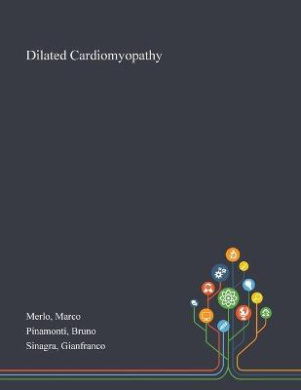 Dilated Cardiomyopathy
Merlo, Marco
Pinamonti, Bruno
Sinagra, Gianfranco